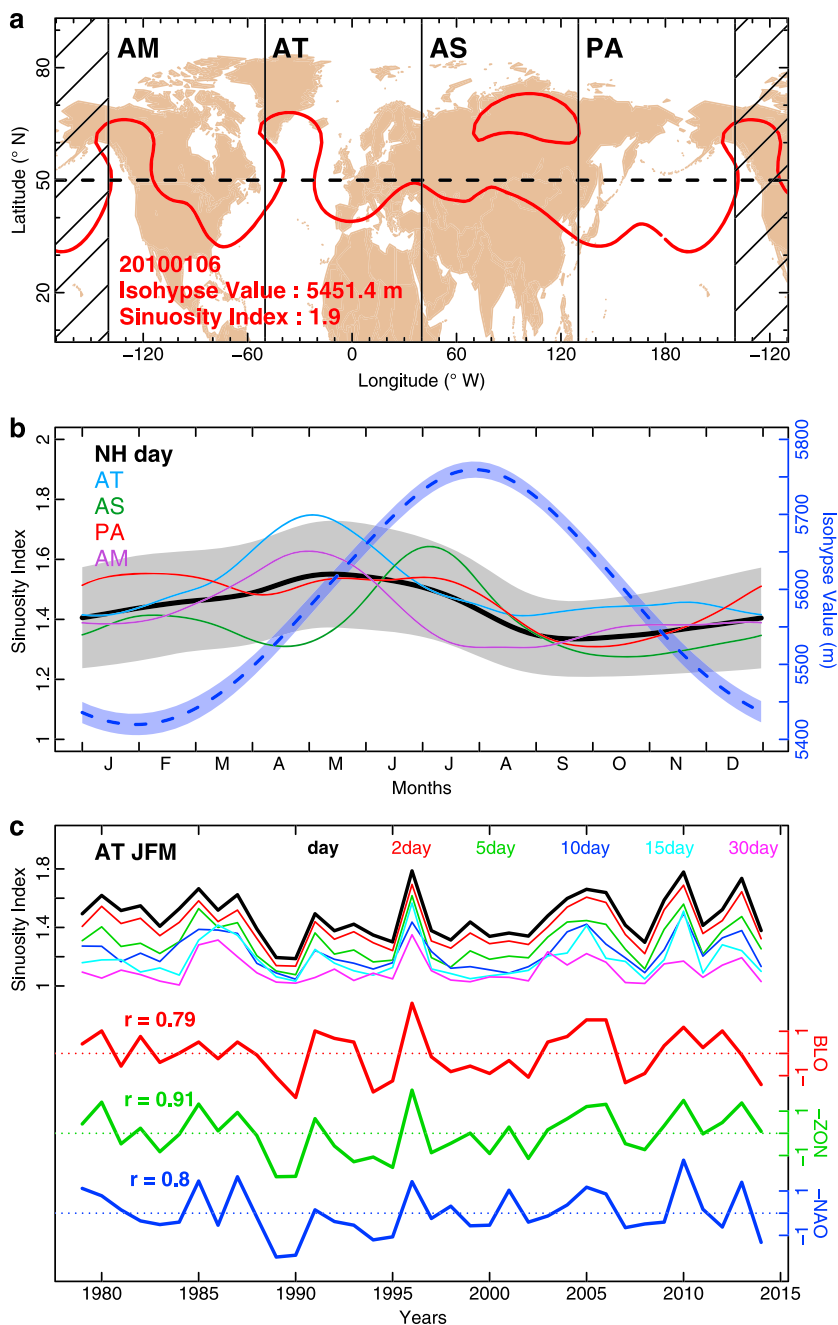 a
AM AT AS PA
80
50
20
Latitude (° N)
20100106
Isohypse Value : 5451.4 m
Sinuosity Index : 1.9
−120 −60 0 60 120 180 −120
Longitude (° W)
b
2
1.8
1.6
1.4
1.2
1
Sinuosity Index
NH day
AT
AS
PA
AM
5800
5700
5600
5500
5400
Isohypse Value (m)
J F M A M J J A S O N D
Months
c
AT JFM day 2day 5day 10day 15day 30day
1.8
1.4
1
Sinuosity Index
r = 0.79
1
−1
BLO
r = 0.91
1
−1
−ZON
r = 0.8
1
−1
−NAO
1980 1985 1990 1995 2000 2005 2010 2015
Years